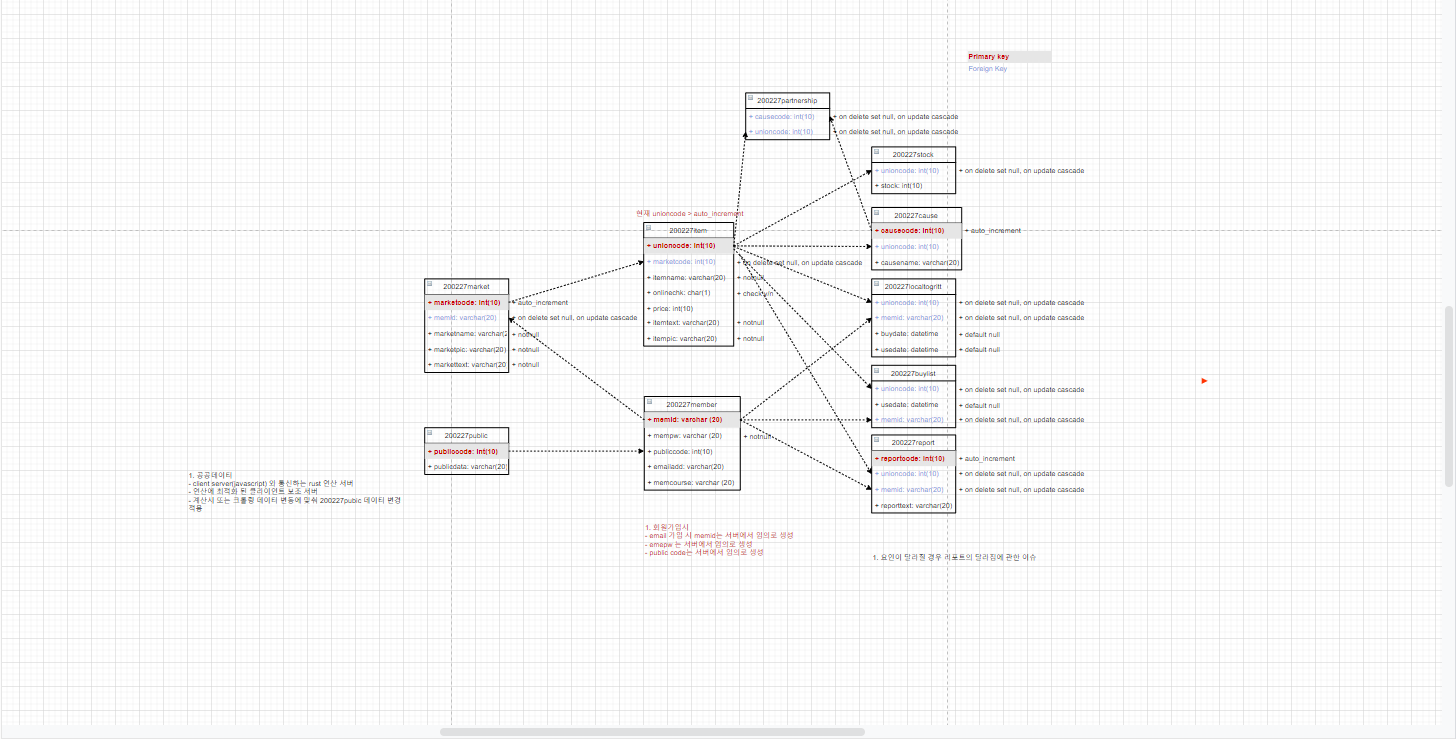 Primary key
Foreign Key
200227partnership
+ causecode: int(10)
+ on delete set null, on update cascade
+ unioncode: int(10)
+ on delete set null, on update cascade
200227stock
+ unioncode: int(10)
+ on delete set null, on update cascade
+ stock: int(10)
200227cause
+ causecode: int(10)
+ auto_increment
+ unioncode: int(10)
+ causename: varchar(20)
현재 unioncode > auto_increment
200227item
+ unioncode: int(10)
+ marketcode: int(10)
+ on delete set null, on update cascade
+ itemname: varchar(20)
+ notnull
+ onlinechk: char(1)
+ check y/n
+ price: int(10)
+ itemtext: varchar(20)
+ notnull
+ itempic: varchar(20)
+ notnull
200227market
+ marketcode: int(10)
+ auto_increment
+ memid: varchar(20)
+ on delete set null, on update cascade
+ marketname: varchar(2
+ notnull
+ marketpic: varchar(20)
+ notnull
+ markettext: varchar(20
+ notnull
200227localtogritt
+ unioncode: int(10)
+ on delete set null, on update cascade
+ memid: varchar(20)
+ on delete set null, on update cascade
+ buydate: datetime
+ default null
+ usedate: datetime
+ default null
200227buylist
+ unioncode: int(10)
+ on delete set null, on update cascade
+ usedate: datetime
+ default null
+ memid: varchar(20)
+ on delete set null, on update cascade
200227member
+ memid: varchar (20)
+ mempw: varchar (20)
+ notnull
+ publiccode: int(10)
+ emailadd: varchar(20)
+ memcourse: varchar (20)
200227public
+ publiccode: int(10)
+ publicdata: varchar(20)
200227report
+ reportcode: int(10)
+ auto_increment
+ unioncode: int(10)
+ on delete set null, on update cascade
+ memid: varchar(20)
+ on delete set null, on update cascade
+ reporttext: varchar(20)
1. 공공데이터
- client server(javascript) 외 통신하는 rust 연산 서버
- 연산에 최적화 된 클라이언트 보조 서버
- 계산시 또는 크롤링 데이터 변동에 맞춰 200227pubic 데이터 변경
적용
1. 회원가입시
- email 가입 시 memid는 서버에서 임의로 생성
- emepw 는 서버에서 임의로 생성
- public code는 서버에서 임의로 생성
1. 요인이 달라질 경우 리포트의 달라짐에 관한 이슈